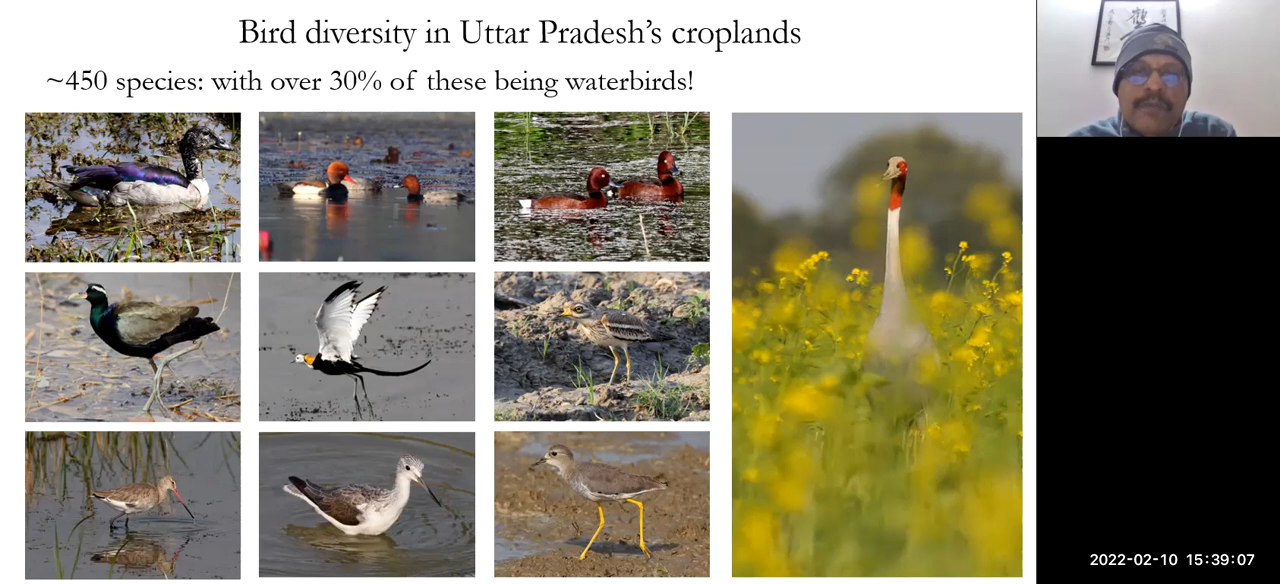 Bird diversity in Uttar Pradesh’s croplands
~450 species: with over 30% of these being waterbirds!
2022-02-10 15:39:07